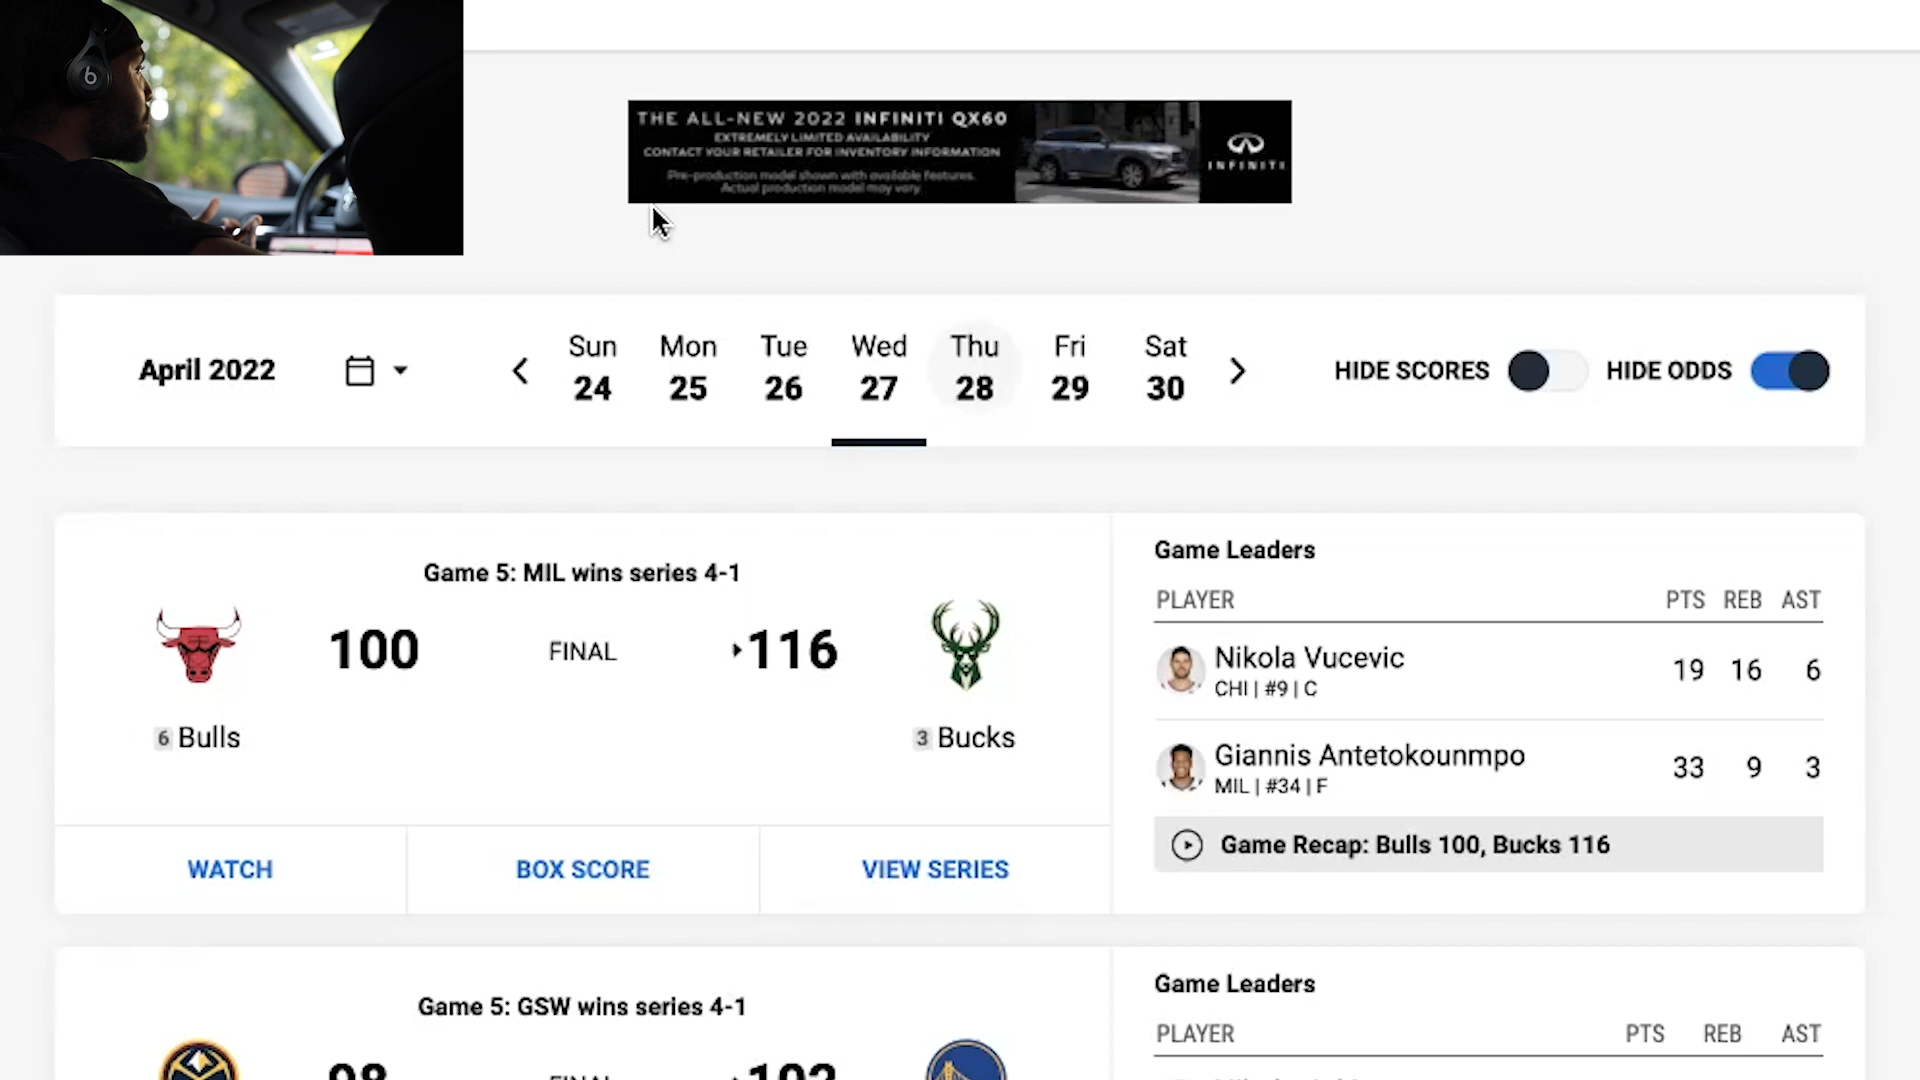 THE ALL-NEW 2022 INFINITI QX60
EXTREMELY LIMITED AVAILABILITY
CONTACT YOUR RETAILER FOR INVENTORY INFORMATION
Pre-production model shown with available features.
Actual production model may vary.
INFINITI
April 2022
Sun Mon Tue Wed Thu Fri Sat
24 25 26 27 28 29 30
HIDE SCORES HIDE ODDS
Game 5: MIL wins series 4-1
100 FINAL 116
6 Bulls 3 Bucks
WATCH BOX SCORE VIEW SERIES
Game Leaders
PLAYER PTS REB AST
Nikola Vucevic 19 16 6
CHI | #9 | C
Giannis Antetokounmpo 33 9 3
MIL | #34 | F
Game Recap: Bulls 100, Bucks 116
Game 5: GSW wins series 4-1
98 FINAL 102
Game Leaders
PLAYER PTS REB AST